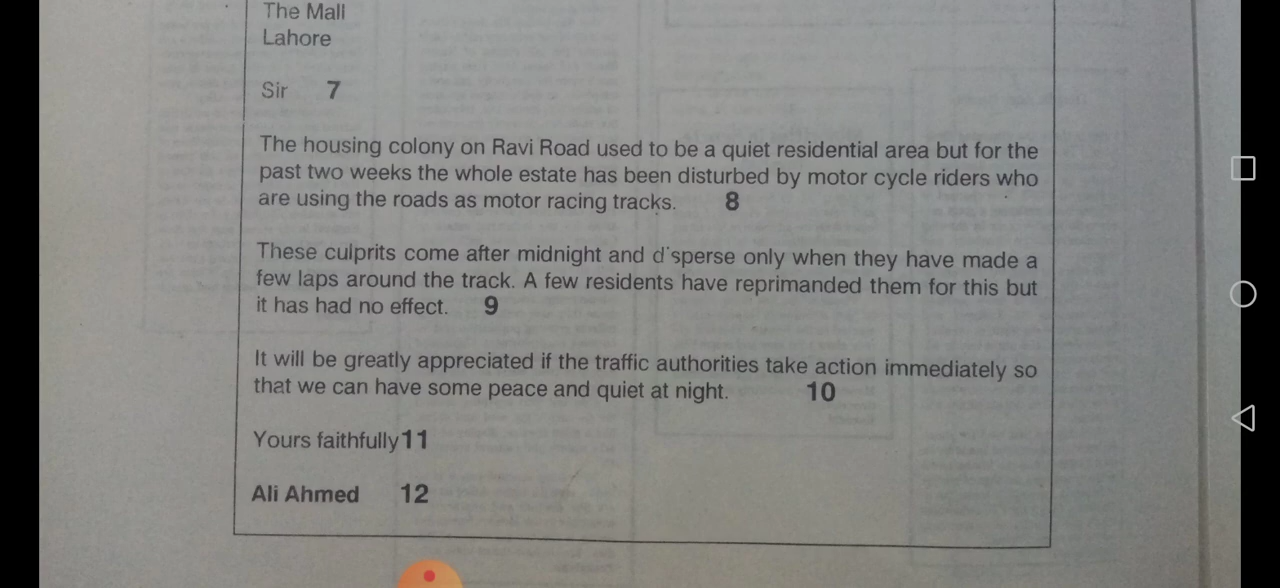 The Mall
Lahore
Sir 7
The housing colony on Ravi Road used to be a quiet residential area but for the
past two weeks the whole estate has been disturbed by motor cycle riders who
are using the roads as motor racing tracks. 8
These culprits come after midnight and d'sperse only when they have made a
few laps around the track. A few residents have reprimanded them for this but
it has had no effect. 9
It will be greatly appreciated if the traffic authorities take action immediately so
that we can have some peace and quiet at night. 10
Yours faithfully 11
Ali Ahmed 12